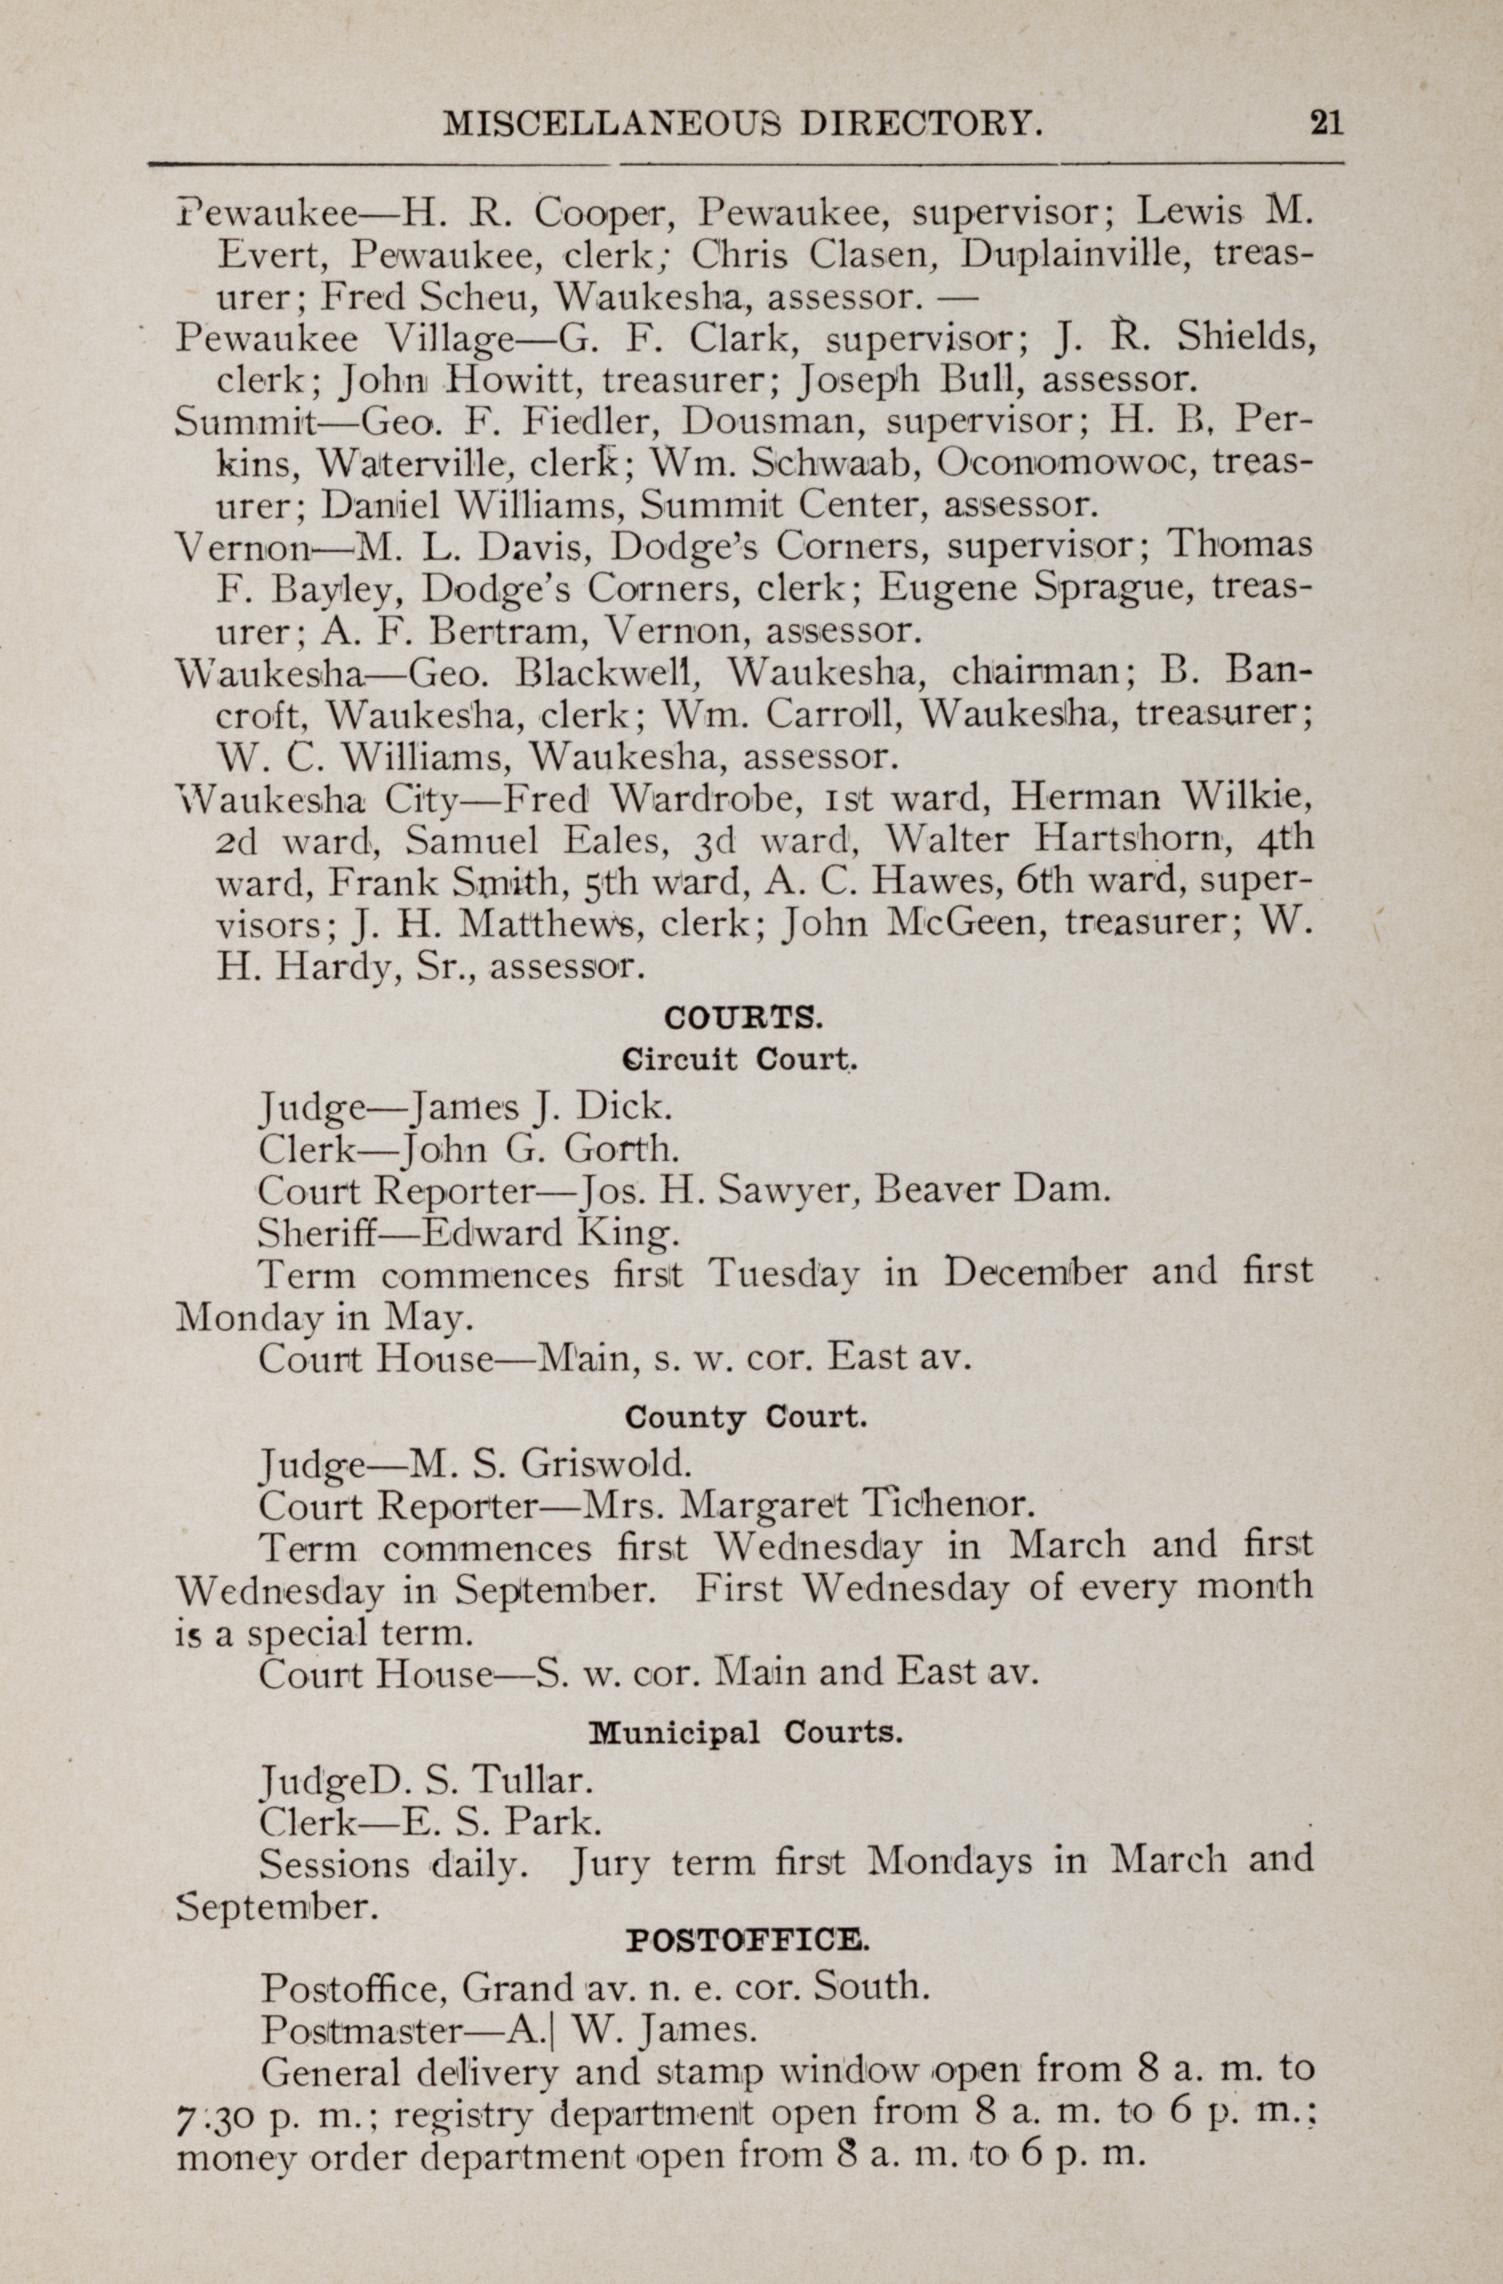 MISCELLANEOUS DIRECTORY. 21
Pewaukee—H. R. Cooper, Pewaukee, supervisor; Lewis M.
Evert, Pewaukee, clerk; Chris Clasen, Duplainville, treas-
urer; Fred Scheu, Waukesha, assessor. —
Pewaukee Village—G. F. Clark, supervisor; J. R. Shields,
clerk; John Howitt, treasurer; Joseph Bull, assessor.
Summit—Geo. F. Fiedler, Dousman, supervisor; H. B, Per-
kins, Waterville, clerk; Wm. Schwaab, Oconomowoc, treas-
urer; Daniel Williams, Summit Center, assessor.
Vernon—M. L. Davis, Dodge's Corners, supervisor; Thomas
F. Bayley, Dodge's Corners, clerk; Eugene Sprague, treas-
urer; A. F. Bertram, Vernon, assessor.
Waukesha—Geo. Blackwell, Waukesha, chairman; B. Ban-
croft, Waukesha, clerk; Wm. Carroll, Waukesha, treasurer;
W. C. Williams, Waukesha, assessor.
Waukesha City—Fred Wardrobe, 1st ward, Herman Wilkie,
2d ward, Samuel Eales, 3d ward, Walter Hartshorn, 4th
ward, Frank Smith, 5th ward, A. C. Hawes, 6th ward, super-
visors; J. H. Matthews, clerk; John McGeen, treasurer; W.
H. Hardy, Sr., assessor.
COURTS.
Circuit Court.
Judge—James J. Dick.
Clerk—John G. Gorth.
Court Reporter—Jos. H. Sawyer, Beaver Dam.
Sheriff—Edward King.
Term commences first Tuesday in December and first
Monday in May.
Court House—Main, s. w. cor. East av.
County Court.
Judge—M. S. Griswold.
Court Reporter—Mrs. Margaret Tichenor.
Term commences first Wednesday in March and first
Wednesday in September. First Wednesday of every month
is a special term.
Court House—S. w. cor. Main and East av.
Municipal Courts.
JudgeD. S. Tullar.
Clerk—E. S. Park.
Sessions daily. Jury term first Mondays in March and
September.
POSTOFFICE.
Postoffice, Grand av. n. e. cor. South.
Postmaster—A.| W. James.
General delivery and stamp window open from 8 a. m. to
7:30 p. m.; registry department open from 8 a. m. to 6 p. m.;
money order department open from 8 a. m. to 6 p. m.